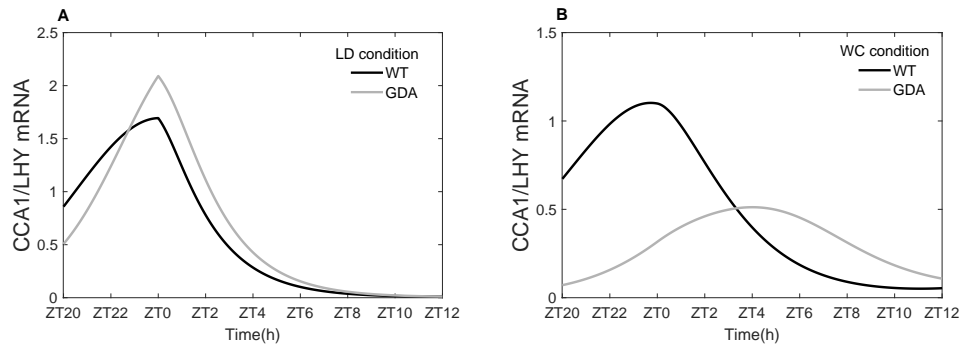 A
LD condition
WT
GDA
CCA1/LHY mRNA
2.5
2
1.5
1
0.5
0
ZT20 ZT22 ZT0 ZT2 ZT4 ZT6 ZT8 ZT10 ZT12
Time(h)
B
WC condition
WT
GDA
CCA1/LHY mRNA
1.5
1
0.5
0
ZT20 ZT22 ZT0 ZT2 ZT4 ZT6 ZT8 ZT10 ZT12
Time(h)